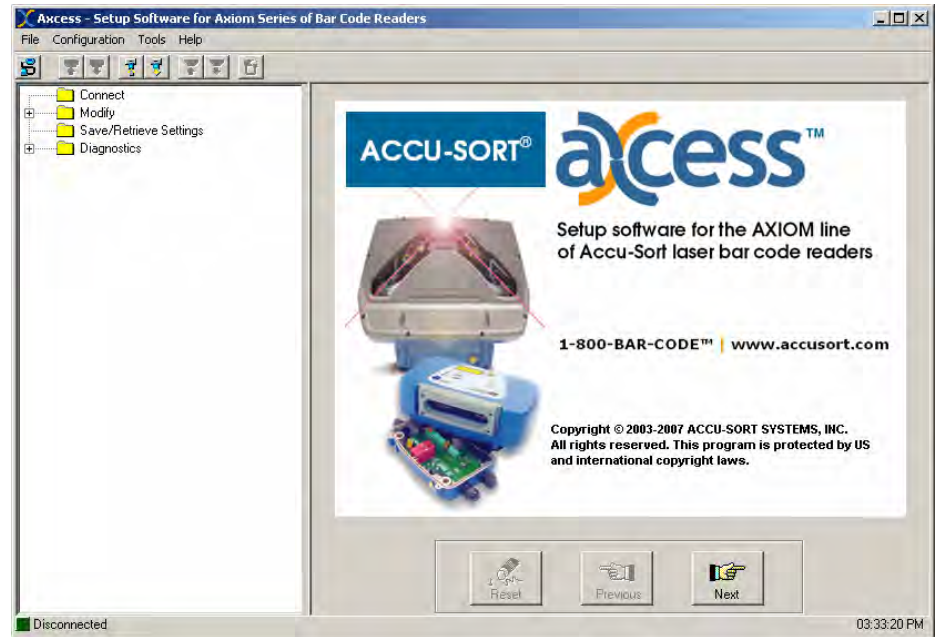 Axcess - Setup Software for Axiom Series of Bar Code Readers
File Configuration Tools Help
Connect
Modify
Save/Retrieve Settings
Diagnostics
ACCU-SORT®
axcess™
Setup software for the AXIOM line
of Accu-Sort laser bar code readers
1-800-BAR-CODE™ | www.accusort.com
Copyright © 2003-2007 ACCU-SORT SYSTEMS, INC.
All rights reserved. This program is protected by US
and international copyright laws.
Reset Previous Next
Disconnected 03:33:20 PM